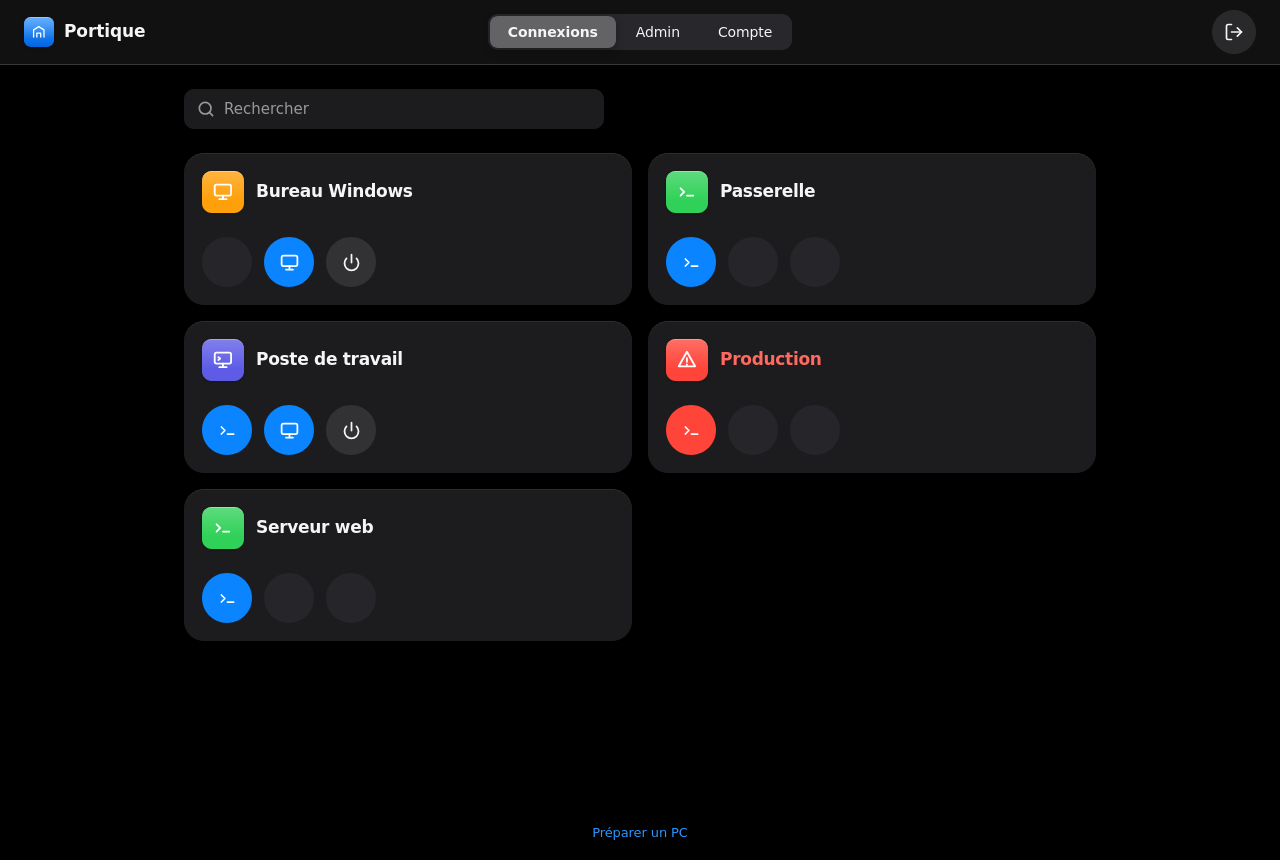 Portique
Connexions
Admin
Compte
Rechercher
Bureau Windows
Passerelle
Poste de travail
Production
Serveur web
Préparer un PC